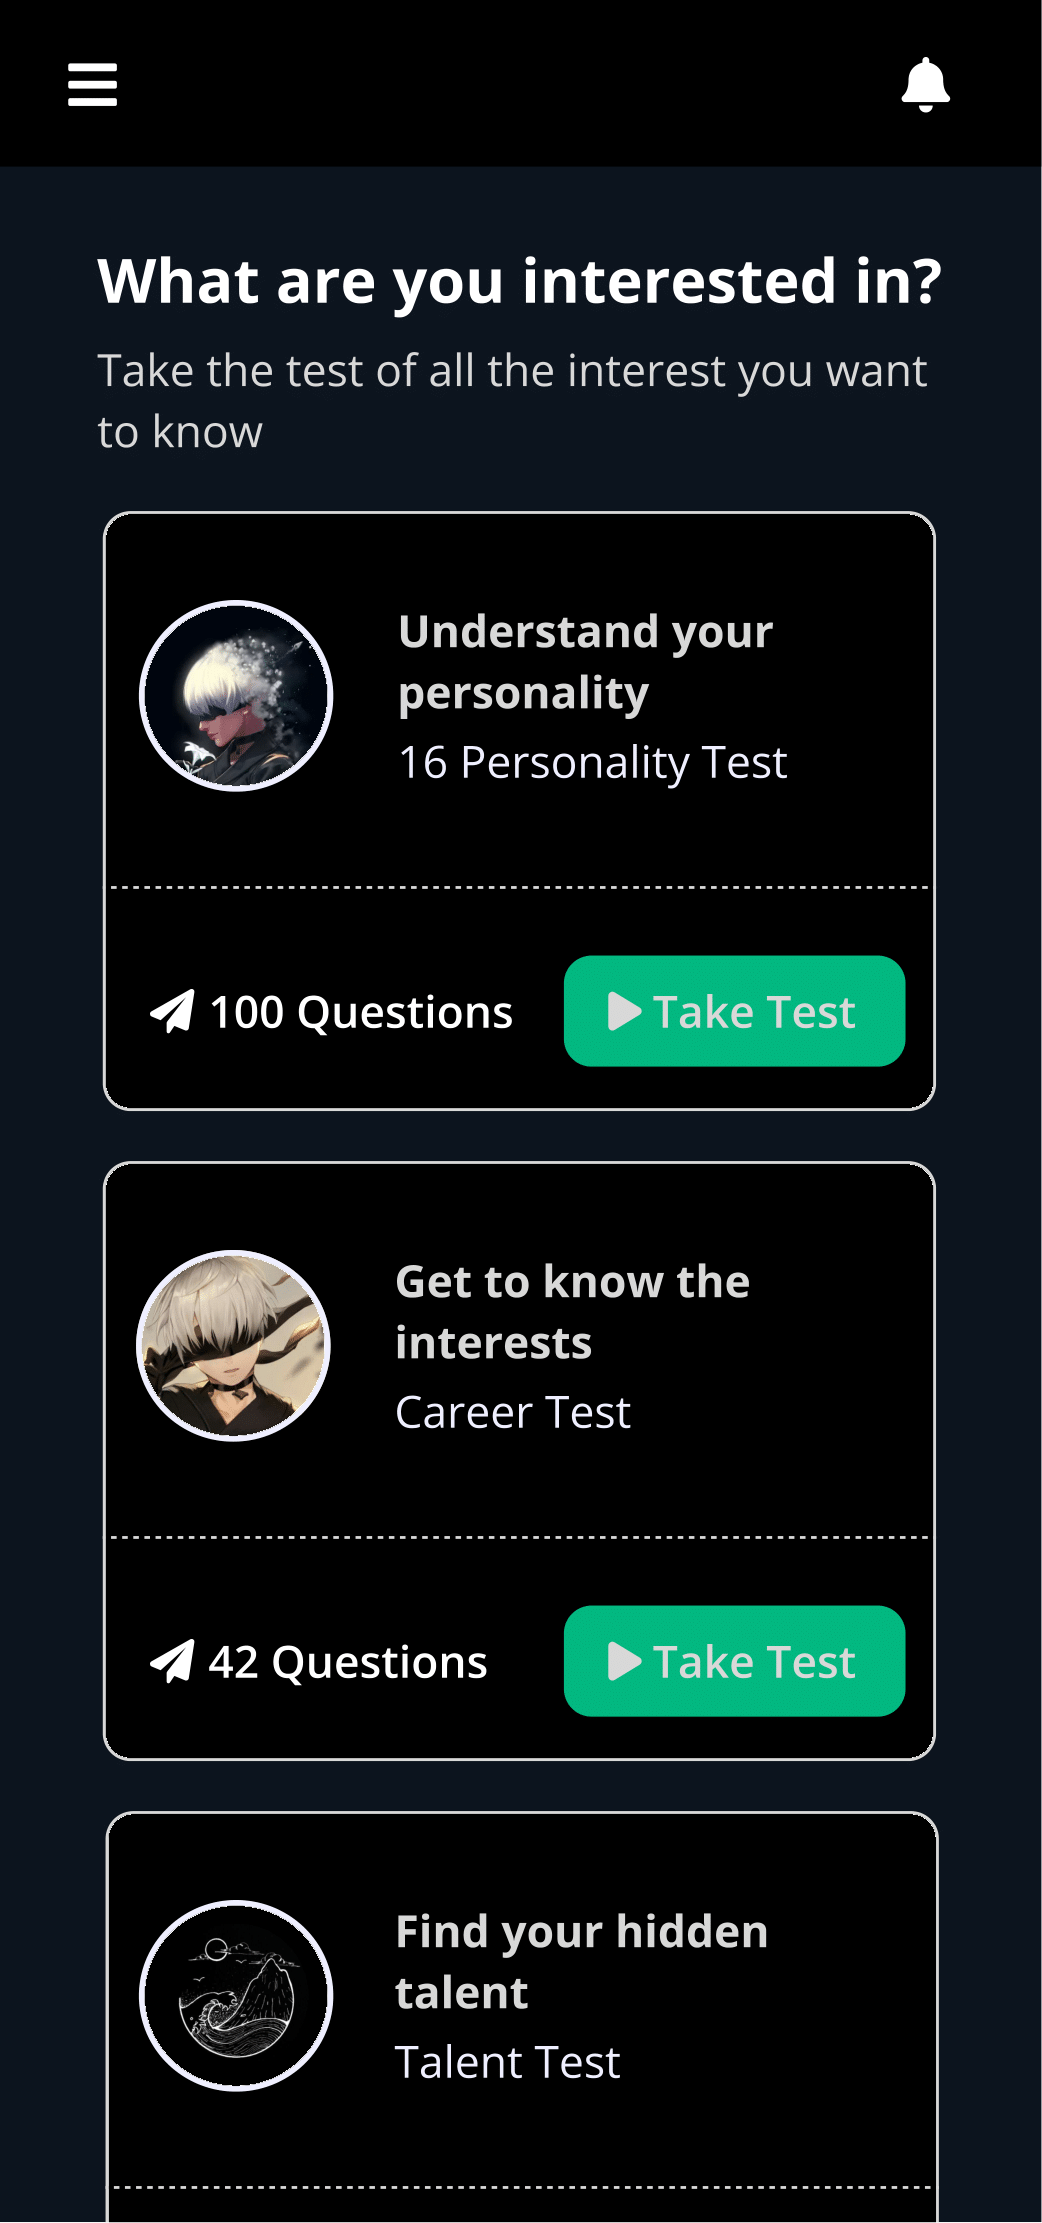 What are you interested in?
Take the test of all the interest you want
to know
Understand your
personality
16 Personality Test
100 Questions
Take Test
Get to know the
interests
Career Test
42 Questions
Take Test
Find your hidden
talent
Talent Test